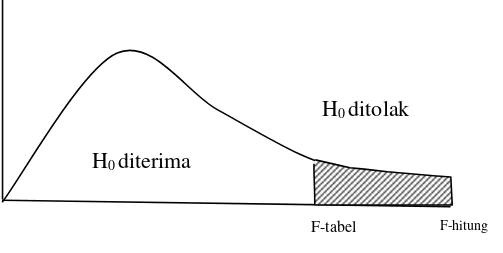 H₀ ditolak
H₀ diterima
F-tabel
F-hitung